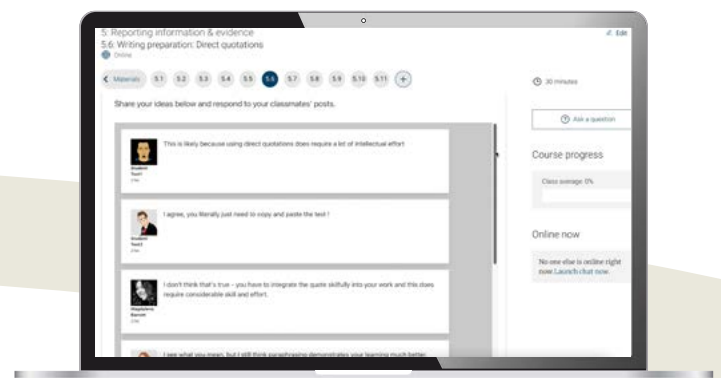 5: Reporting information & evidence
5.6: Writing preparation: Direct quotations
Online
Materials 5.1 5.2 5.3 5.4 5.5 5.6 5.7 5.8 5.9 5.10 5.11 +
Share your ideas below and respond to your classmates' posts.
This is likely because using direct quotations does require a lot of intellectual effort
Student
Test1
I agree, you literally just need to copy and paste the text !
Student
Test2
I don't think that's true - you have to integrate the quote skilfully into your work and this does
require considerable skill and effort.
Magdalena
I see what you mean, but I still think paraphrasing demonstrates your learning much better
Edit
30 minutes
Ask a question
Course progress
Class average: 0%
Online now
No one else is online right
now. Launch chat now.